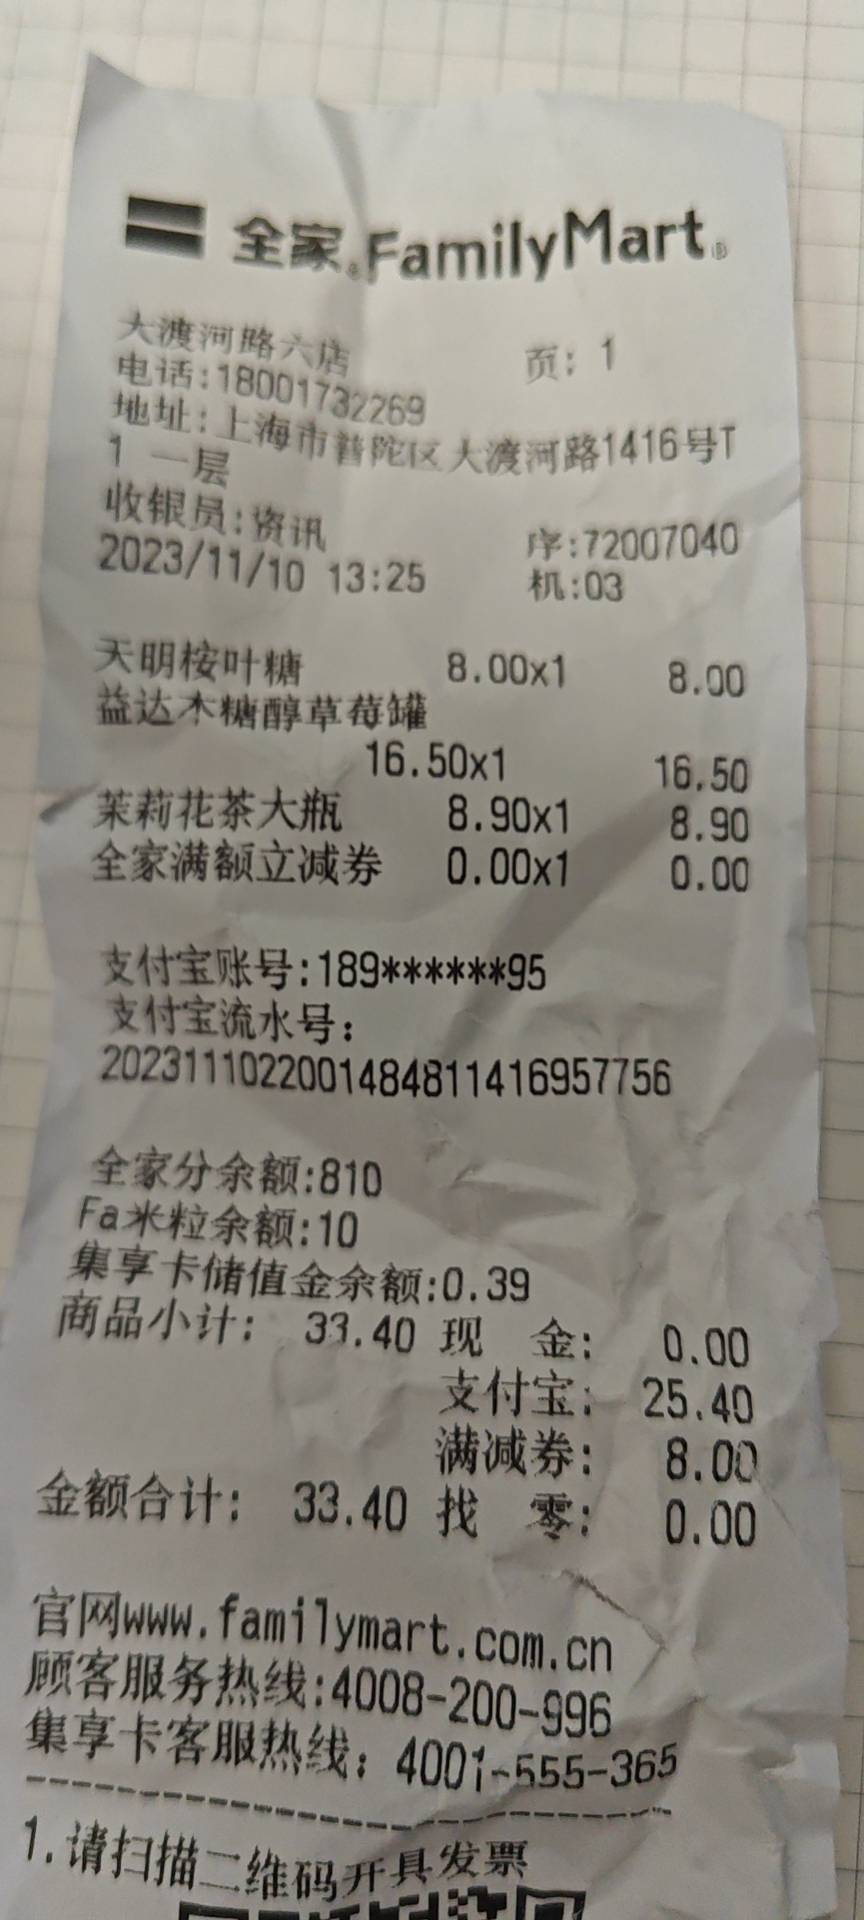 全家 FamilyMart
大渡河路六店 页: 1
电话:18001732269
地址:上海市普陀区大渡河路1416号T
1 一层
收银员:资讯 序:72007040
2023/11/10 13:25 机:03
天明桉叶糖 8.00x1 8.00
益达木糖醇草莓罐
16.50x1 16.50
茉莉花茶大瓶 8.90x1 8.90
全家满额立减券 0.00x1 0.00
支付宝账号:189******95
支付宝流水号:
2023111022001484811416957756
全家分余额:810
Fa米粒余额:10
集享卡储值金余额:0.39
商品小计: 33.40 现 金: 0.00
支付宝: 25.40
满减券: 8.00
金额合计: 33.40 找 零: 0.00
官网www.familymart.com.cn
顾客服务热线:4008-200-996
集享卡客服热线: 4001-555-365
1.请扫描二维码开具发票